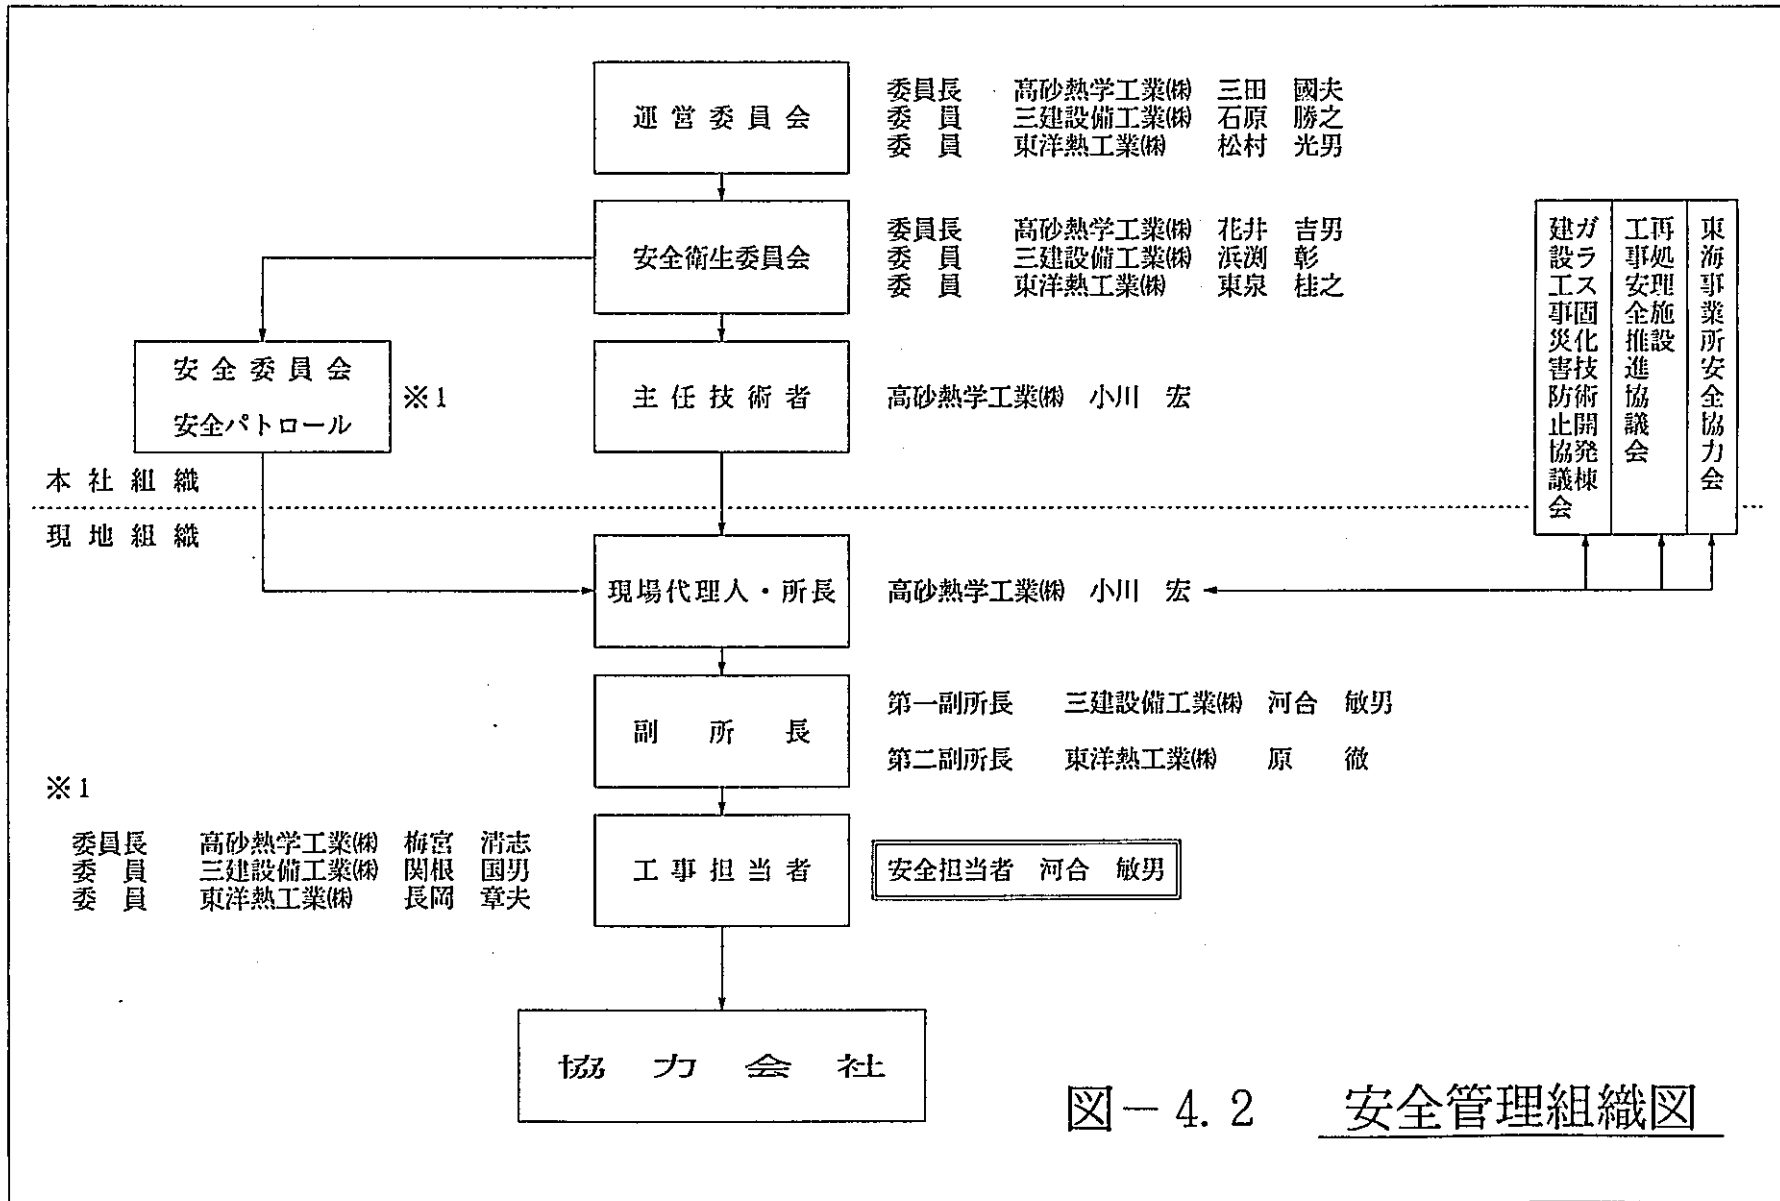 運営委員会
委員長 高砂熱学工業㈱ 三田 國夫
委員 三建設備工業㈱ 石原 勝之
委員 東洋熱工業㈱ 松村 光男
安全衛生委員会
委員長 高砂熱学工業㈱ 花井 吉男
委員 三建設備工業㈱ 浜渕 彰
委員 東洋熱工業㈱ 東泉 桂之
東海事業所安全協力会
再処理施設
工事安全推進協議会
ガラス固化技術開発棟
建設工事災害防止協議会
安全委員会
安全パトロール
※1
主任技術者
高砂熱学工業㈱ 小川 宏
本社組織
現地組織
現場代理人・所長
高砂熱学工業㈱ 小川 宏
副所長
第一副所長 三建設備工業㈱ 河合 敏男
第二副所長 東洋熱工業㈱ 原 徹
※1
委員長 高砂熱学工業㈱ 梅宮 清志
委員 三建設備工業㈱ 関根 国男
委員 東洋熱工業㈱ 長岡 章夫
工事担当者
安全担当者 河合 敏男
協力会社
図-4.2 安全管理組織図